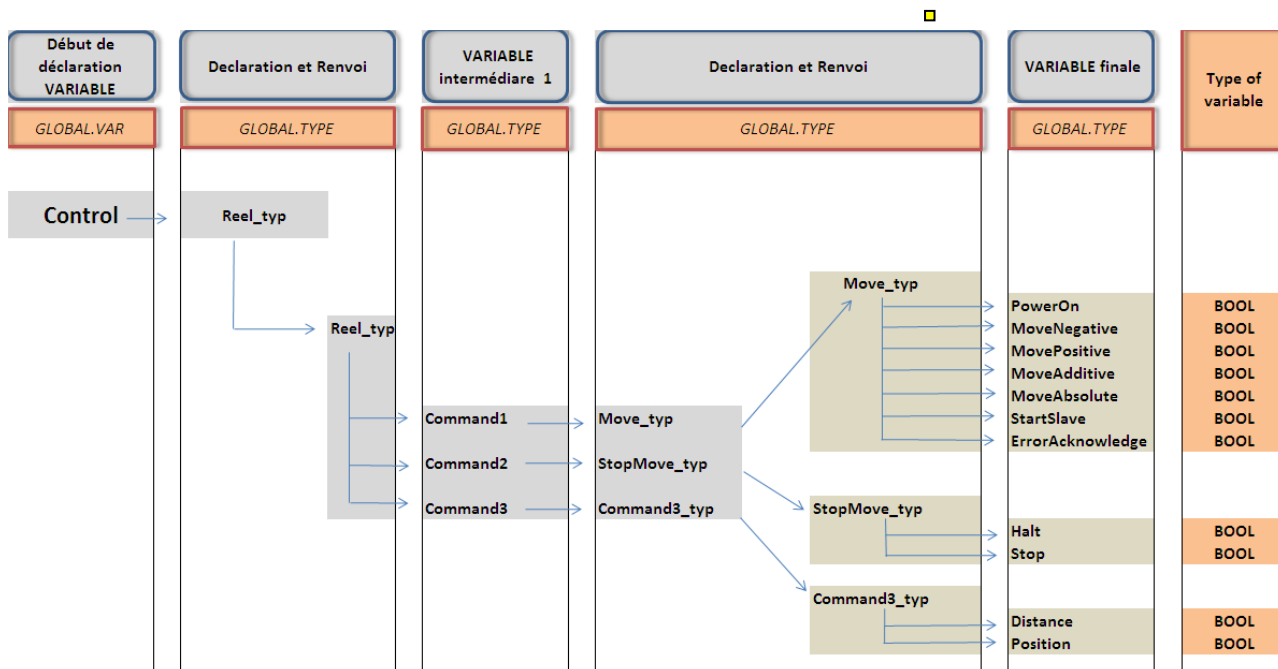 Début de
déclaration
VARIABLE
Declaration et Renvoi
VARIABLE
intermédiare 1
Declaration et Renvoi
VARIABLE finale
Type of
variable
GLOBAL.VAR
GLOBAL.TYPE
GLOBAL.TYPE
GLOBAL.TYPE
GLOBAL.TYPE
Control
Reel_typ
Move_typ
PowerOn BOOL
Reel_typ
MoveNegative BOOL
MovePositive BOOL
MoveAdditive BOOL
MoveAbsolute BOOL
Command1
Move_typ
StartSlave BOOL
ErrorAcknowledge BOOL
Command2
StopMove_typ
Command3
Command3_typ
StopMove_typ
Halt BOOL
Stop BOOL
Command3_typ
Distance BOOL
Position BOOL